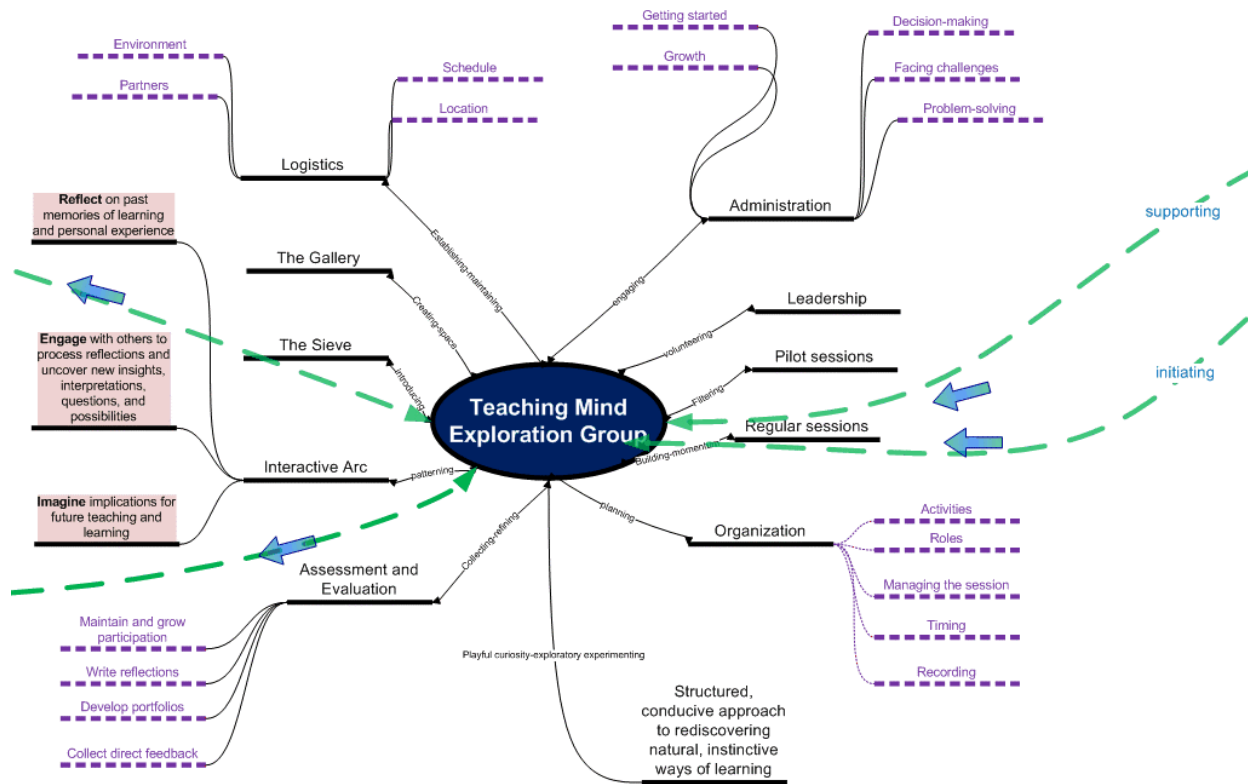 Getting started
Decision-making
Environment
Growth
Schedule
Facing challenges
Partners
Location
Problem-solving
Logistics
Administration
Reflect on past
memories of learning
and personal experience
supporting
Establishing-maintaining
engaging
The Gallery
Creating-space
Leadership
volunteering
Engage with others to
process reflections and
uncover new insights,
interpretations,
questions, and
possibilities
The Sieve
introducing
Pilot sessions
Filtering
initiating
Teaching Mind
Exploration Group
Regular sessions
Building-momentum
Interactive Arc
patterning
Imagine implications for
future teaching and
learning
planning
Organization
Activities
Roles
Managing the session
Timing
Recording
Collecting-refining
Assessment and
Evaluation
Maintain and grow
participation
Write reflections
Develop portfolios
Collect direct feedback
Playful curiosity-exploratory experimenting
Structured,
conducive approach
to rediscovering
natural, instinctive
ways of learning